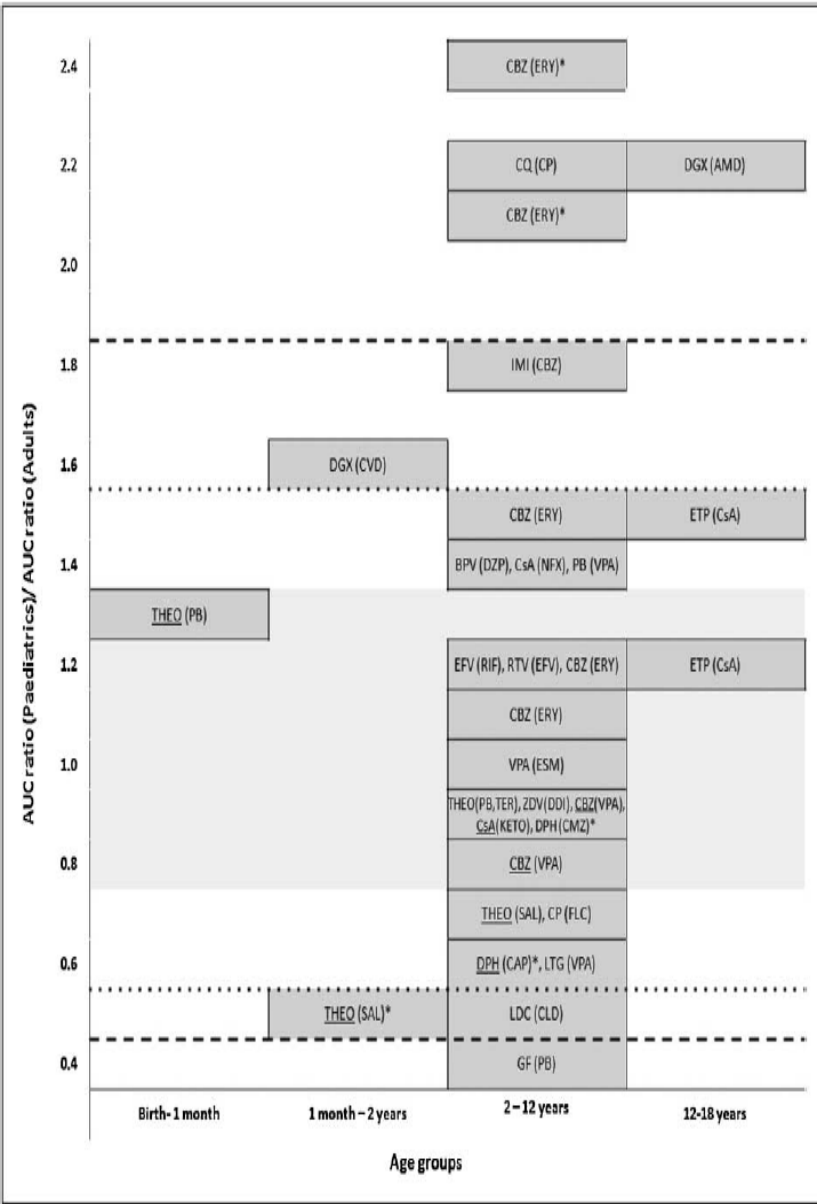 AUC ratio (Paediatrics)/ AUC ratio (Adults)
2.4
CBZ (ERY)*
2.2
CQ (CP)
DGX (AMD)
CBZ (ERY)*
2.0
1.8
IMI (CBZ)
1.6
DGX (CVD)
CBZ (ERY)
ETP (CsA)
1.4
BPV (DZP), CsA (NFX), PB (VPA)
THEO (PB)
1.2
EFV (RIF), RTV (EFV), CBZ (ERY)
ETP (CsA)
CBZ (ERY)
1.0
VPA (ESM)
THEO(PB,TER), ZDV(DDI), CBZ(VPA),
CsA(KETO), DPH(CMZ)*
0.8
CBZ (VPA)
THEO (SAL), CP (FLC)
0.6
DPH (CAP)*, LTG (VPA)
THEO (SAL)*
LDC (CLD)
0.4
GF (PB)
Birth- 1 month
1 month – 2 years
2 – 12 years
12-18 years
Age groups